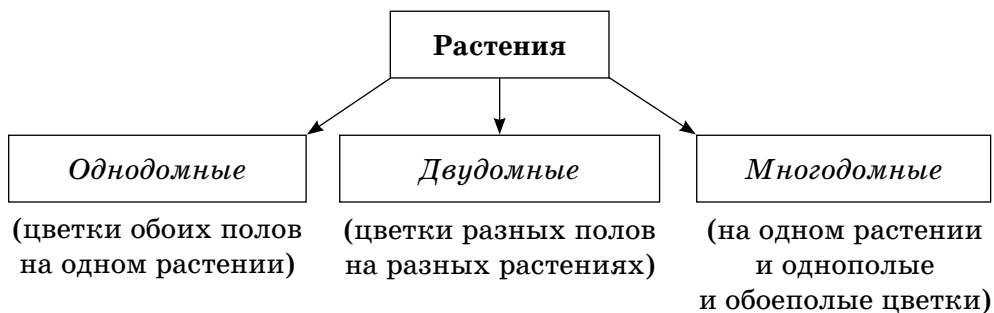 Растения
Однодомные
(цветки обоих полов
на одном растении)
Двудомные
(цветки разных полов
на разных растениях)
Многодомные
(на одном растении
и однополые
и обоеполые цветки)